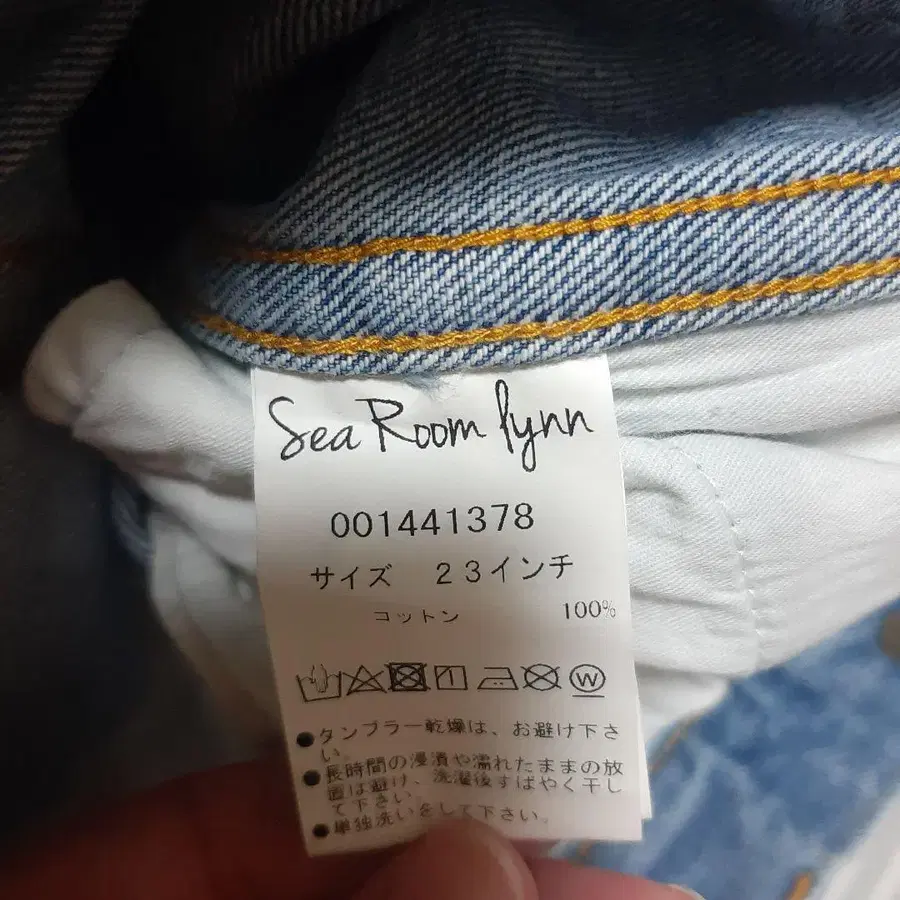 Sea Room lynn
001441378
サイズ 23インチ
コットン 100%
W
●タンブラー乾燥は、お避け下さ
い。
●長時間の浸漬や濡れたままの放
置は避け、洗濯後すばやく干し
て下さい。
●単独洗いをして下さい。